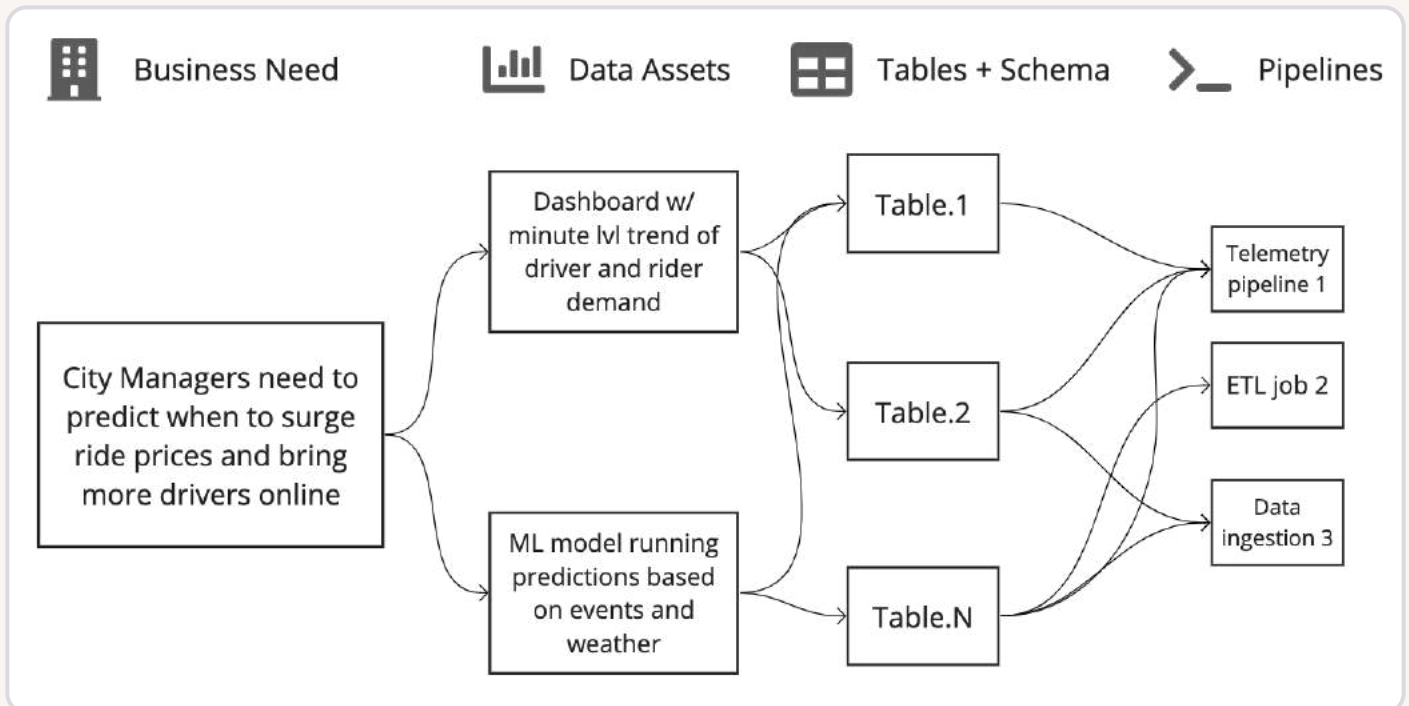 Business Need
Data Assets
Tables + Schema
Pipelines
City Managers need to
predict when to surge
ride prices and bring
more drivers online
Dashboard w/
minute lvl trend of
driver and rider
demand
ML model running
predictions based
on events and
weather
Table.1
Table.2
Table.N
Telemetry
pipeline 1
ETL job 2
Data
ingestion 3